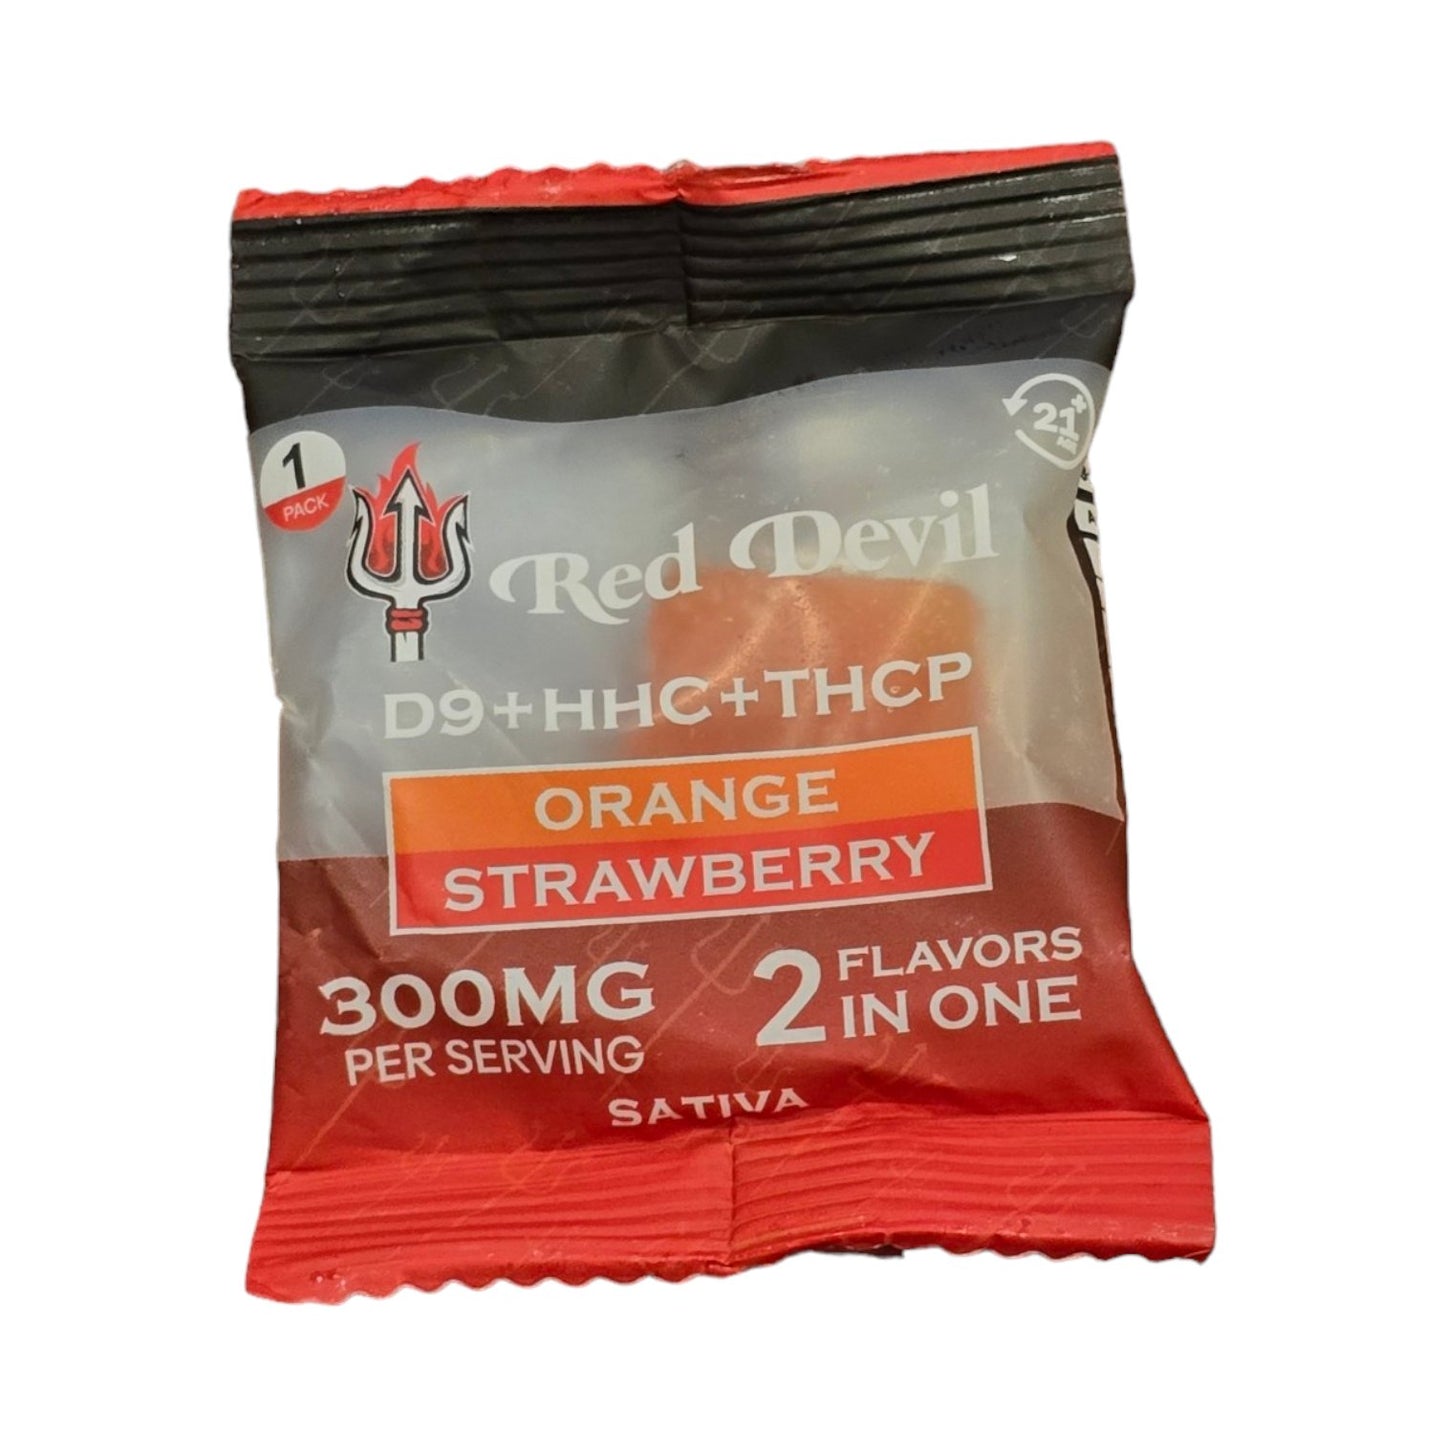 1
PACK
21+
Red Devil
D9+HHC+THCP
ORANGE
STRAWBERRY
300MG
PER SERVING
2 FLAVORS
IN ONE
SATIVA